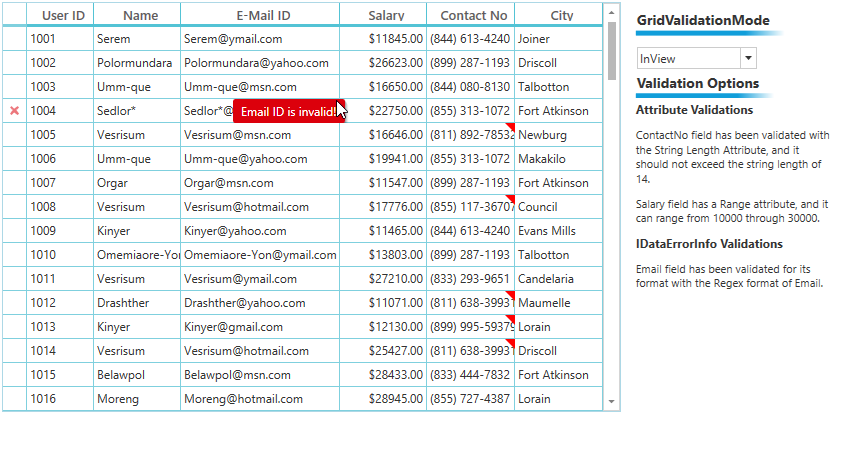 User ID Name E-Mail ID Salary Contact No City
1001 Serem Serem@ymail.com $11845.00 (844) 613-4240 Joiner
1002 Polormundara Polormundara@yahoo.com $26623.00 (899) 287-1193 Driscoll
1003 Umm-que Umm-que@msn.com $16650.00 (844) 080-8130 Talbotton
1004 Sedlor* Sedlor*@ Email ID is invalid! $22750.00 (855) 313-1072 Fort Atkinson
1005 Vesrisum Vesrisum@msn.com $16646.00 (811) 892-78532 Newburg
1006 Umm-que Umm-que@yahoo.com $19941.00 (855) 313-1072 Makakilo
1007 Orgar Orgar@msn.com $11547.00 (899) 287-1193 Fort Atkinson
1008 Vesrisum Vesrisum@hotmail.com $17776.00 (855) 117-36707 Council
1009 Kinyer Kinyer@yahoo.com $11465.00 (844) 613-4240 Evans Mills
1010 Omemiaore-Yon Omemiaore-Yon@ymail.com $13803.00 (899) 287-1193 Talbotton
1011 Vesrisum Vesrisum@ymail.com $27210.00 (833) 293-9651 Candelaria
1012 Drashther Drashther@yahoo.com $11071.00 (811) 638-39931 Maumelle
1013 Kinyer Kinyer@gmail.com $12130.00 (899) 995-59379 Lorain
1014 Vesrisum Vesrisum@hotmail.com $25427.00 (811) 638-39931 Driscoll
1015 Belawpol Belawpol@msn.com $28433.00 (833) 444-7832 Fort Atkinson
1016 Moreng Moreng@hotmail.com $28945.00 (855) 727-4387 Lorain
GridValidationMode
InView
Validation Options
Attribute Validations
ContactNo field has been validated with
the String Length Attribute, and it
should not exceed the string length of
14.
Salary field has a Range attribute, and it
can range from 10000 through 30000.
IDataErrorInfo Validations
Email field has been validated for its
format with the Regex format of Email.